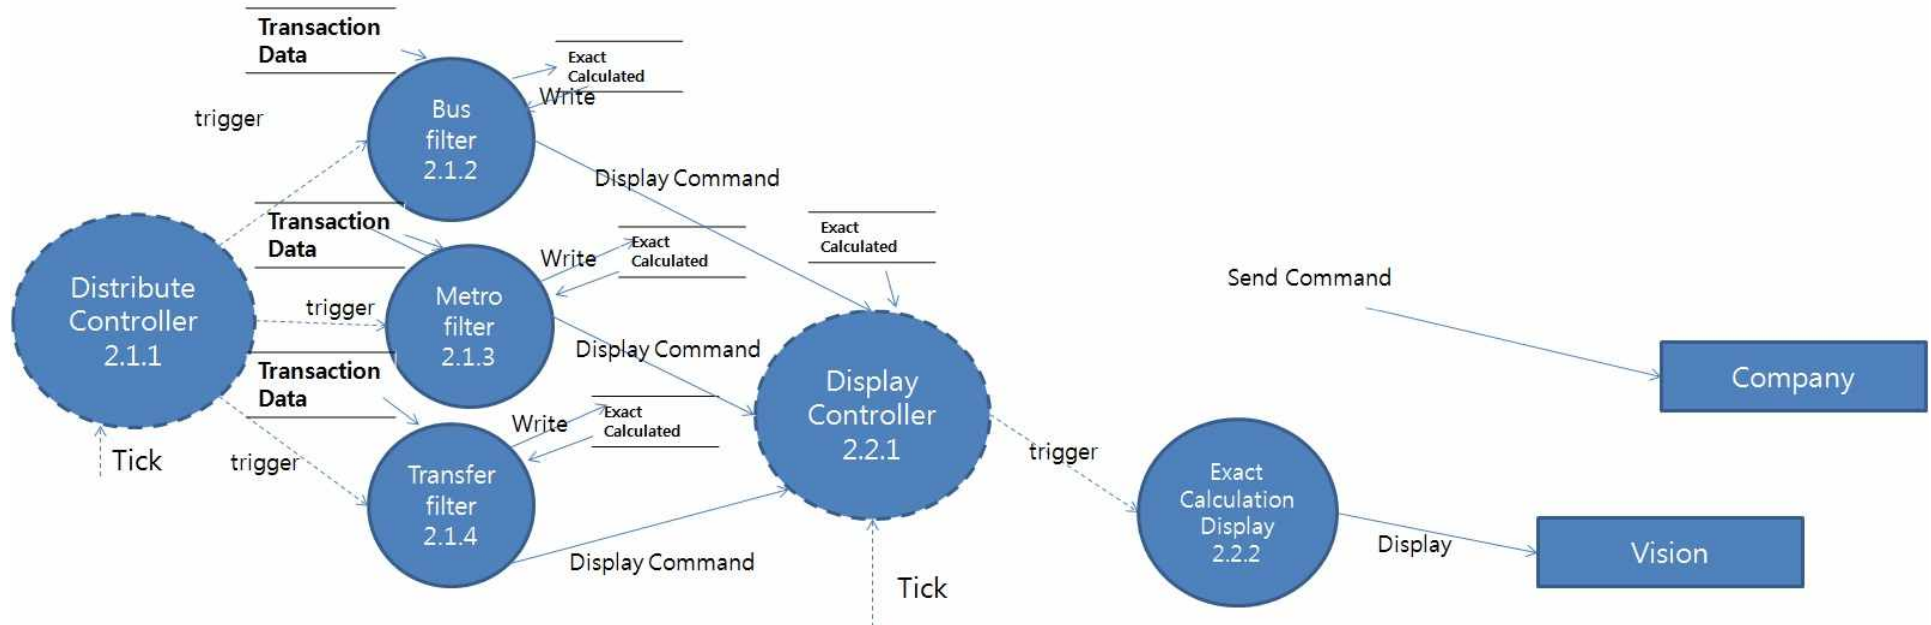 Transaction
Data
Exact
Calculated
Write
trigger
Bus
filter
2.1.2
Display Command
Transaction
Data
Write
Exact
Calculated
Exact
Calculated
Distribute
Controller
2.1.1
trigger
Metro
filter
2.1.3
Display Command
Send Command
Company
Transaction
Data
Write
Exact
Calculated
Display
Controller
2.2.1
Tick
trigger
Transfer
filter
2.1.4
Display Command
trigger
Exact
Calculation
Display
2.2.2
Display
Vision
Tick